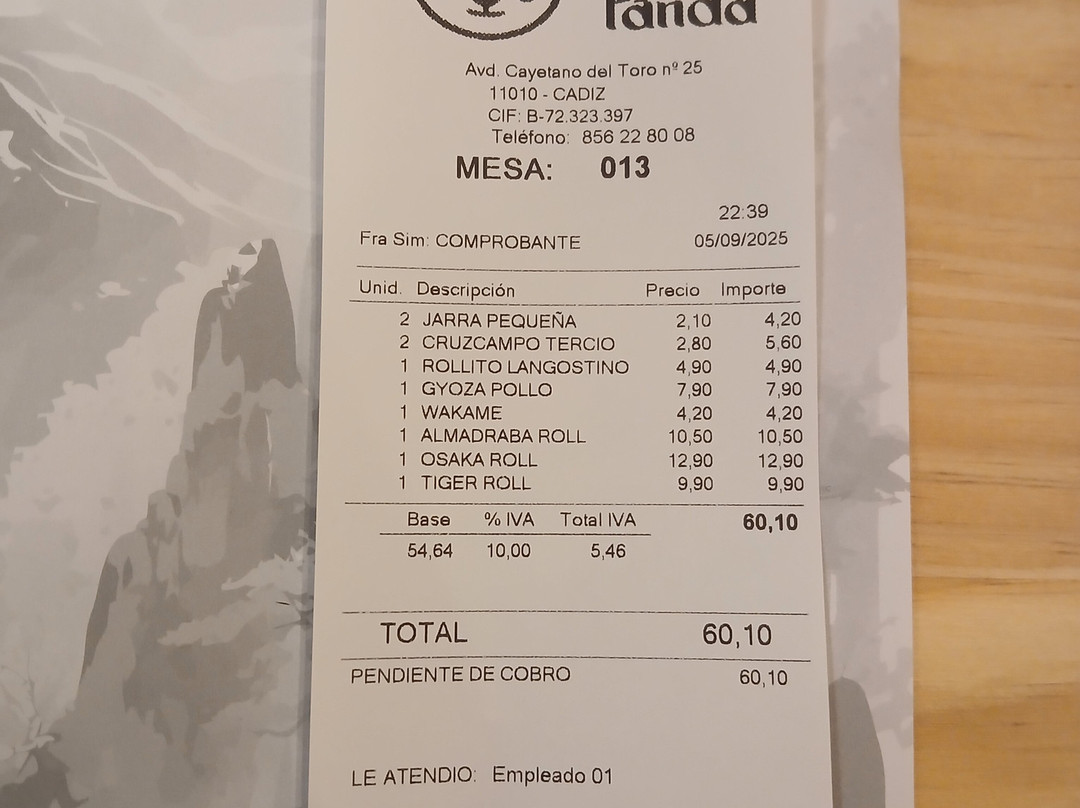 Panda
Avd. Cayetano del Toro nº 25
11010 - CADIZ
CIF: B-72.323.397
Teléfono: 856 22 80 08
MESA: 013
22:39
Fra Sim: COMPROBANTE 05/09/2025
Unid. Descripción Precio Importe
2 JARRA PEQUEÑA 2,10 4,20
2 CRUZCAMPO TERCIO 2,80 5,60
1 ROLLITO LANGOSTINO 4,90 4,90
1 GYOZA POLLO 7,90 7,90
1 WAKAME 4,20 4,20
1 ALMADRABA ROLL 10,50 10,50
1 OSAKA ROLL 12,90 12,90
1 TIGER ROLL 9,90 9,90
Base % IVA Total IVA 60,10
54,64 10,00 5,46
TOTAL 60,10
PENDIENTE DE COBRO 60,10
LE ATENDIO: Empleado 01